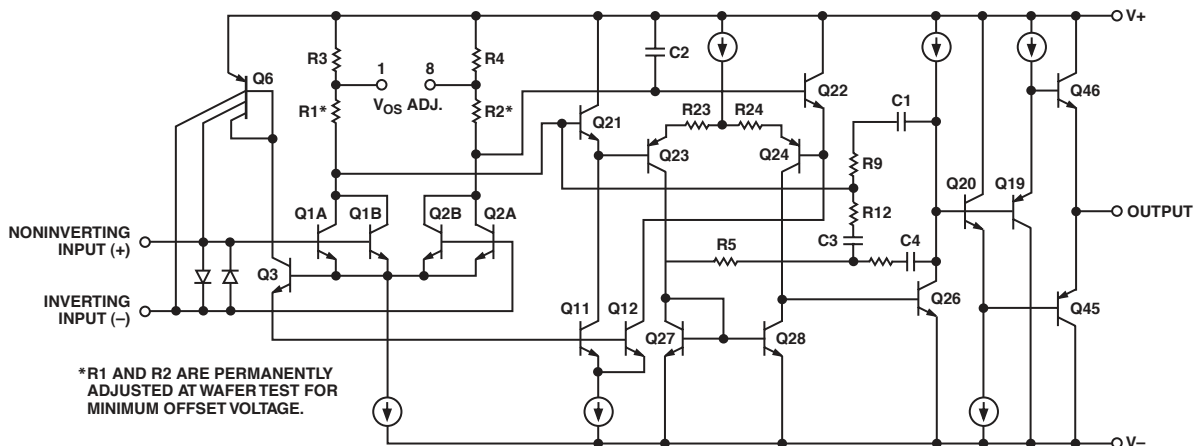 V+
R3
R4
C2
Q6
1
8
VOS ADJ.
R1*
R2*
Q21
R23
R24
Q22
C1
Q46
Q23
Q24
R9
Q1A
Q1B
Q2B
Q2A
R12
Q20
Q19
NONINVERTING
INPUT (+)
OUTPUT
C3
C4
R5
Q3
INVERTING
INPUT (–)
Q11
Q12
Q27
Q28
Q26
Q45
*R1 AND R2 ARE PERMANENTLY
ADJUSTED AT WAFER TEST FOR
MINIMUM OFFSET VOLTAGE.
V–